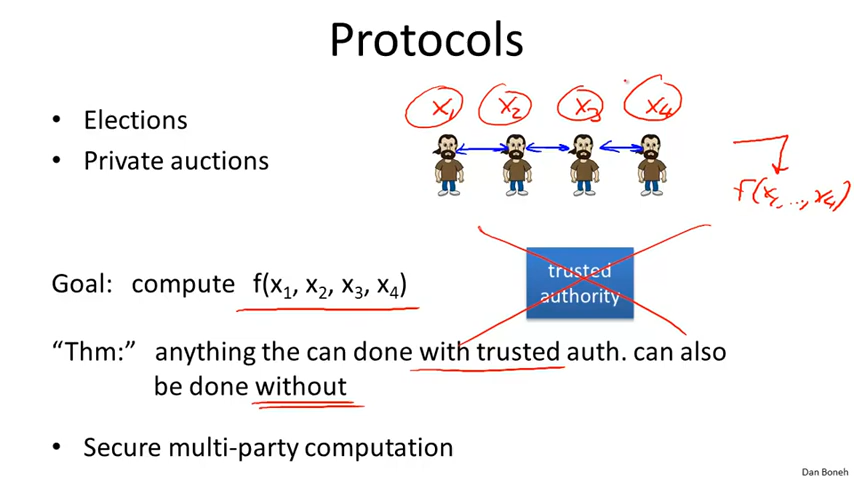 Protocols
• Elections
• Private auctions
X1 X2 X3 X4
f(x1, ..., x4)
trusted
authority
Goal: compute f(x1, x2, x3, x4)
“Thm:” anything the can done with trusted auth. can also
be done without
• Secure multi-party computation
Dan Boneh